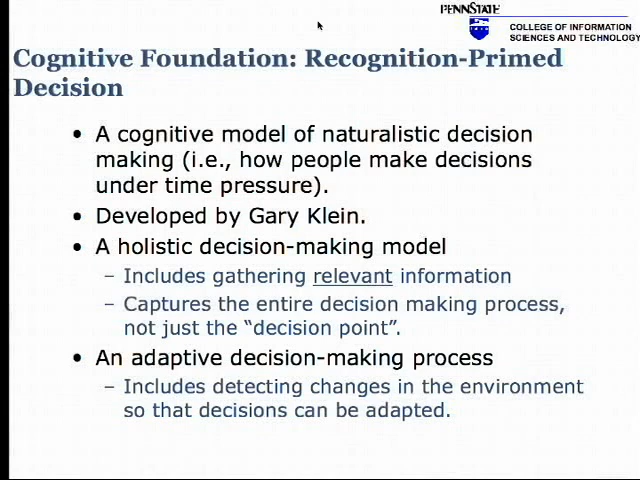 PENNSTATE
COLLEGE OF INFORMATION
SCIENCES AND TECHNOLOGY
Cognitive Foundation: Recognition-Primed
Decision
• A cognitive model of naturalistic decision
making (i.e., how people make decisions
under time pressure).
• Developed by Gary Klein.
• A holistic decision-making model
– Includes gathering relevant information
– Captures the entire decision making process,
not just the “decision point”.
• An adaptive decision-making process
– Includes detecting changes in the environment
so that decisions can be adapted.